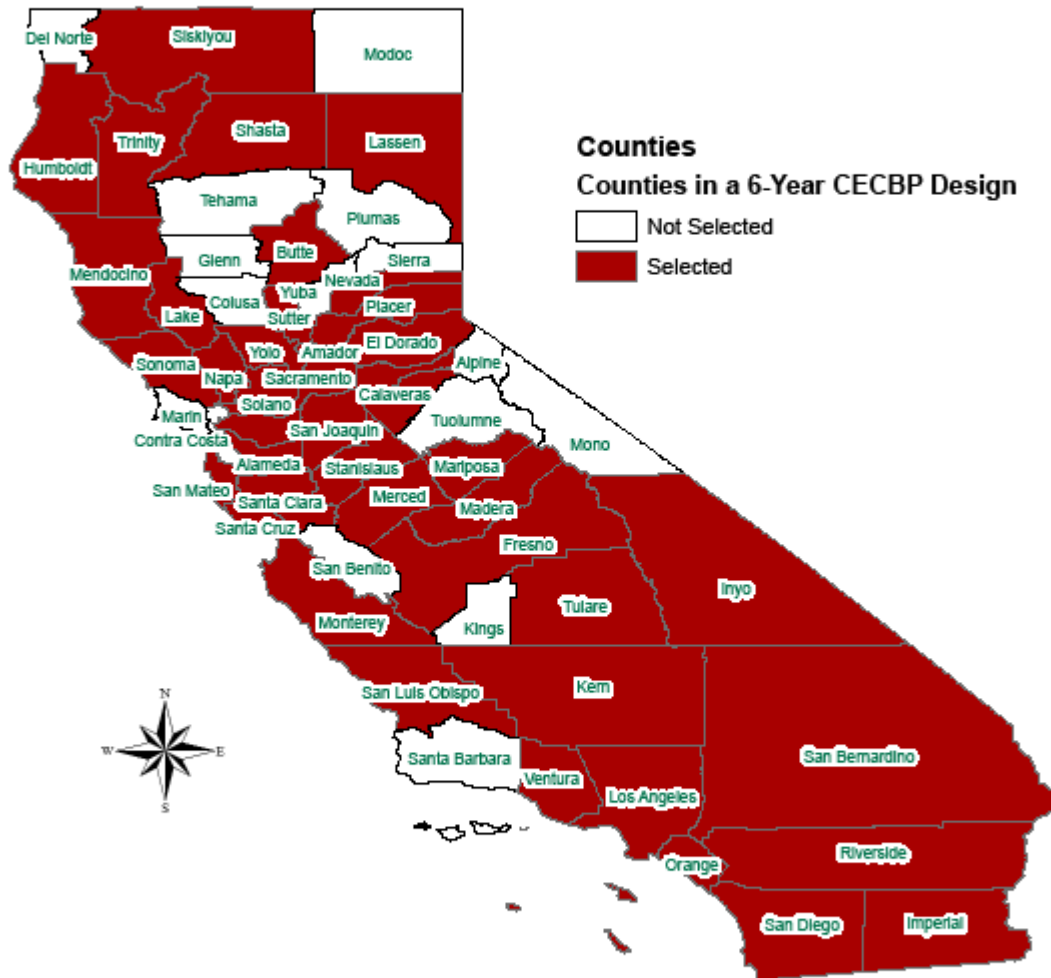 Del Norte
Siskiyou
Modoc
Trinity
Shasta
Lassen
Humboldt
Counties
Counties in a 6-Year CECBP Design
Not Selected
Selected
Tehama
Plumas
Mendocino
Glenn
Butte
Sierra
Nevada
Colusa
Yuba
Placer
Lake
Sutter
El Dorado
Yolo
Amador
Sonoma
Napa
Sacramento
Alpine
Calaveras
Solano
Marin
Tuolumne
San Joaquin
Contra Costa
Mono
Alameda
Stanislaus
Mariposa
San Mateo
Santa Clara
Merced
Madera
Santa Cruz
Fresno
San Benito
Inyo
Tulare
Monterey
Kings
San Luis Obispo
Kern
N
W
E
S
Santa Barbara
San Bernardino
Ventura
Los Angeles
Orange
Riverside
San Diego
Imperial